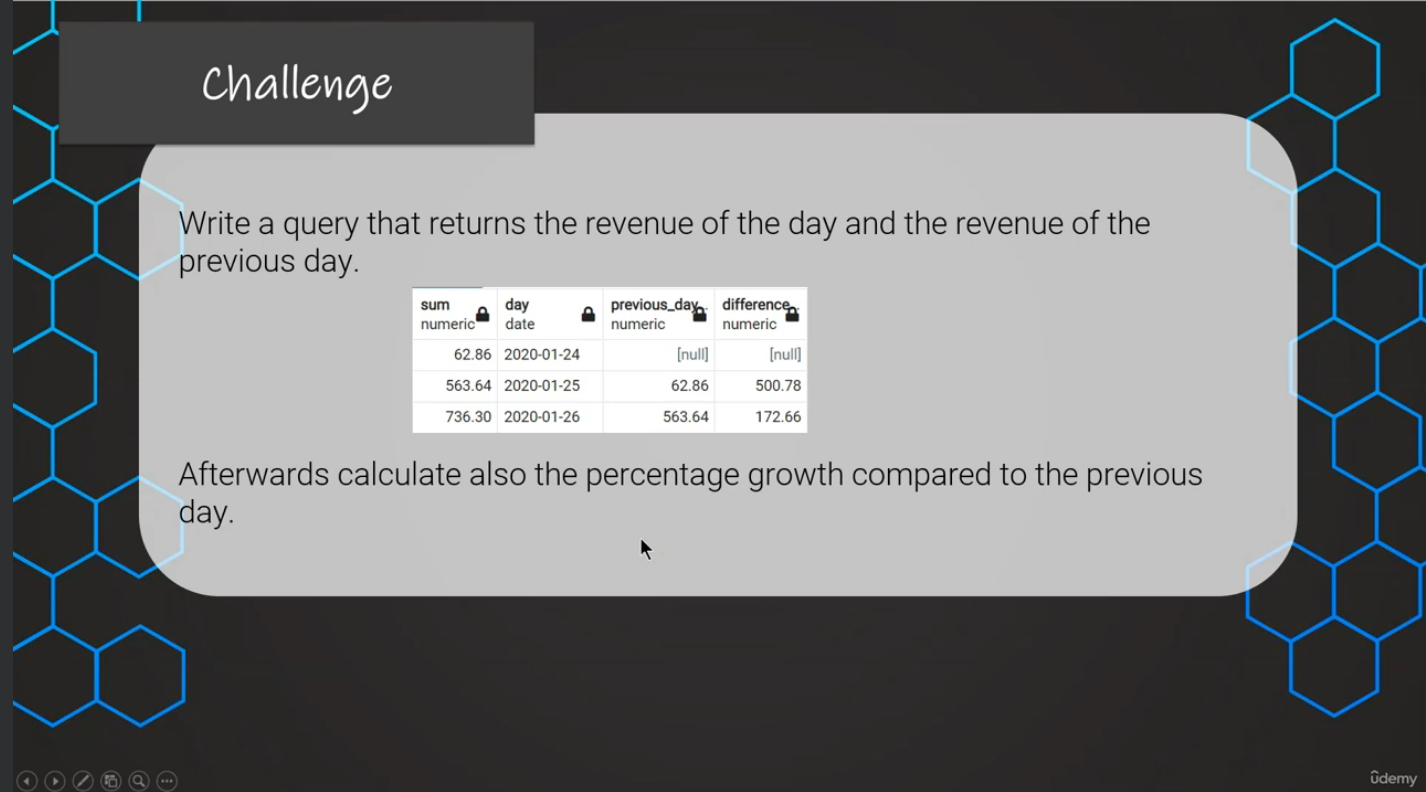 Challenge
Write a query that returns the revenue of the day and the revenue of the
previous day.
sum day previous_day.. difference..
numeric date numeric numeric
62.86 2020-01-24 [null] [null]
563.64 2020-01-25 62.86 500.78
736.30 2020-01-26 563.64 172.66
Afterwards calculate also the percentage growth compared to the previous
day.
ûdemy